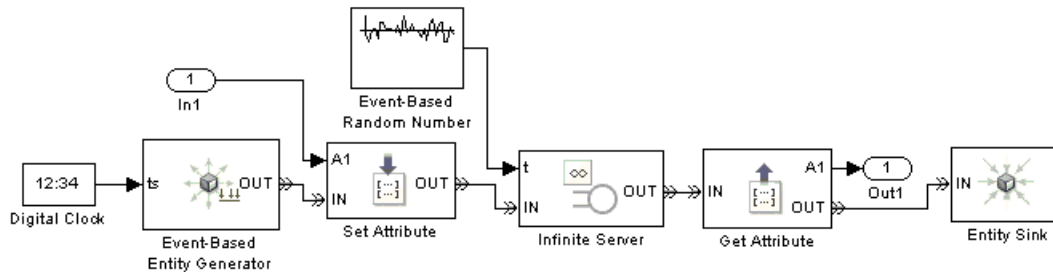 1
In1
Event-Based
Random Number
12:34
Digital Clock
ts
OUT
Event-Based
Entity Generator
A1
IN
OUT
Set Attribute
t
IN
∞
OUT
Infinite Server
IN
A1
OUT
Get Attribute
1
Out1
IN
Entity Sink